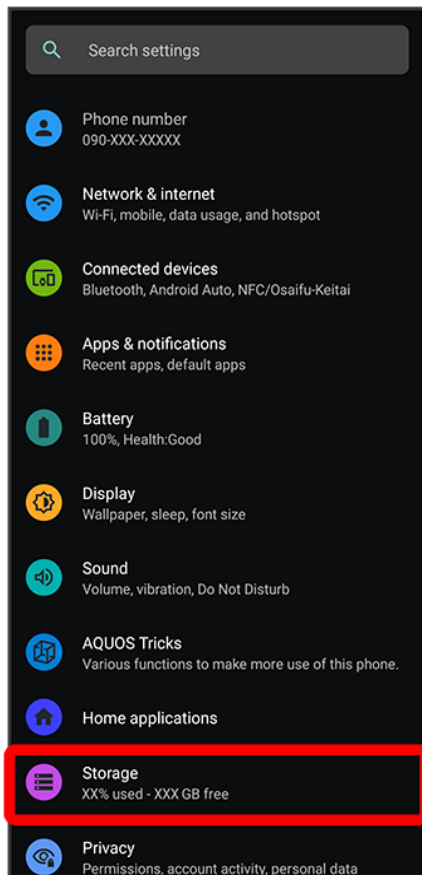 Search settings
Phone number
090-XXX-XXXXX
Network & internet
Wi-Fi, mobile, data usage, and hotspot
Connected devices
Bluetooth, Android Auto, NFC/Osaifu-Keitai
Apps & notifications
Recent apps, default apps
Battery
100%, Health:Good
Display
Wallpaper, sleep, font size
Sound
Volume, vibration, Do Not Disturb
AQUOS Tricks
Various functions to make more use of this phone.
Home applications
Storage
XX% used - XXX GB free
Privacy
Permissions, account activity, personal data